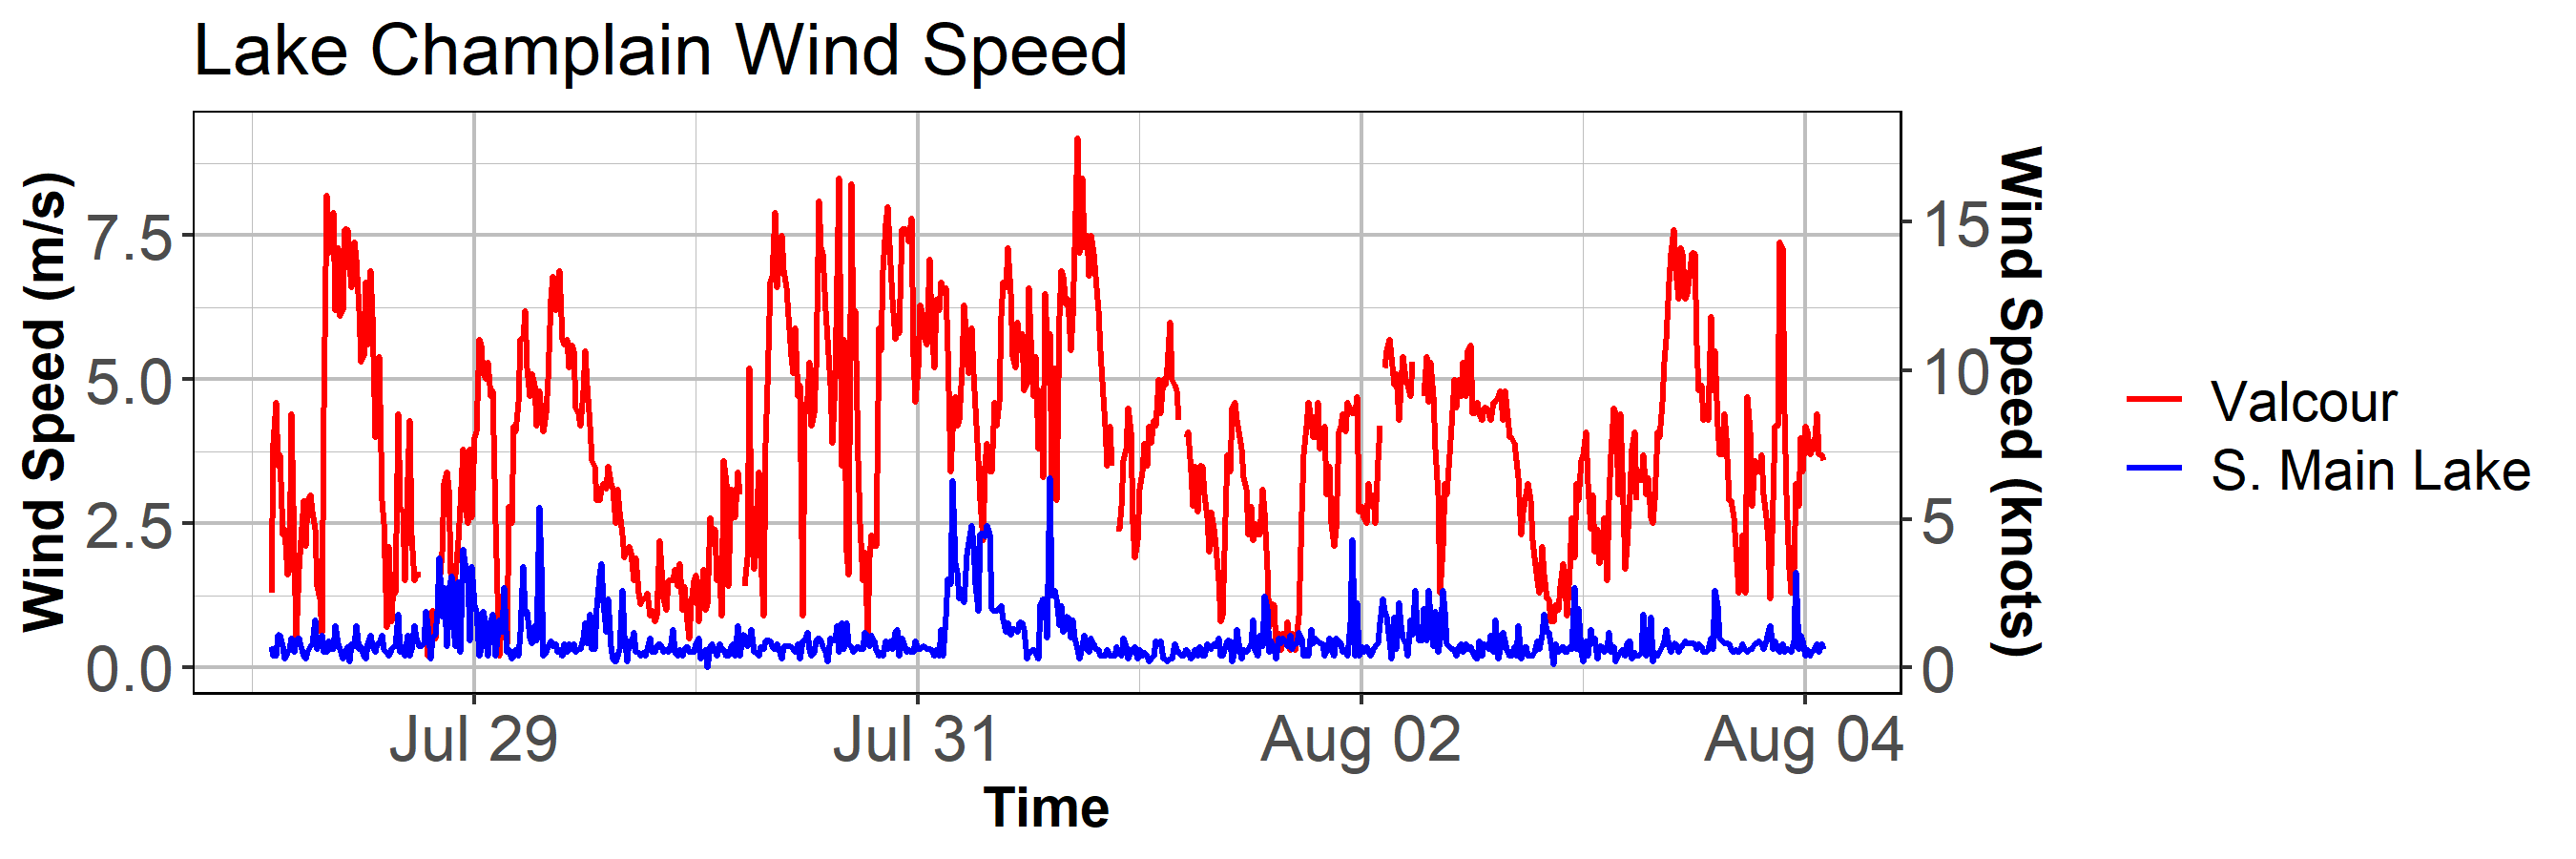 Lake Champlain Wind Speed
Wind Speed (m/s)
7.5
5.0
2.5
0.0
Jul 29
Jul 31
Aug 02
Aug 04
Time
15
10
5
0
Wind Speed (knots)
Valcour
S. Main Lake